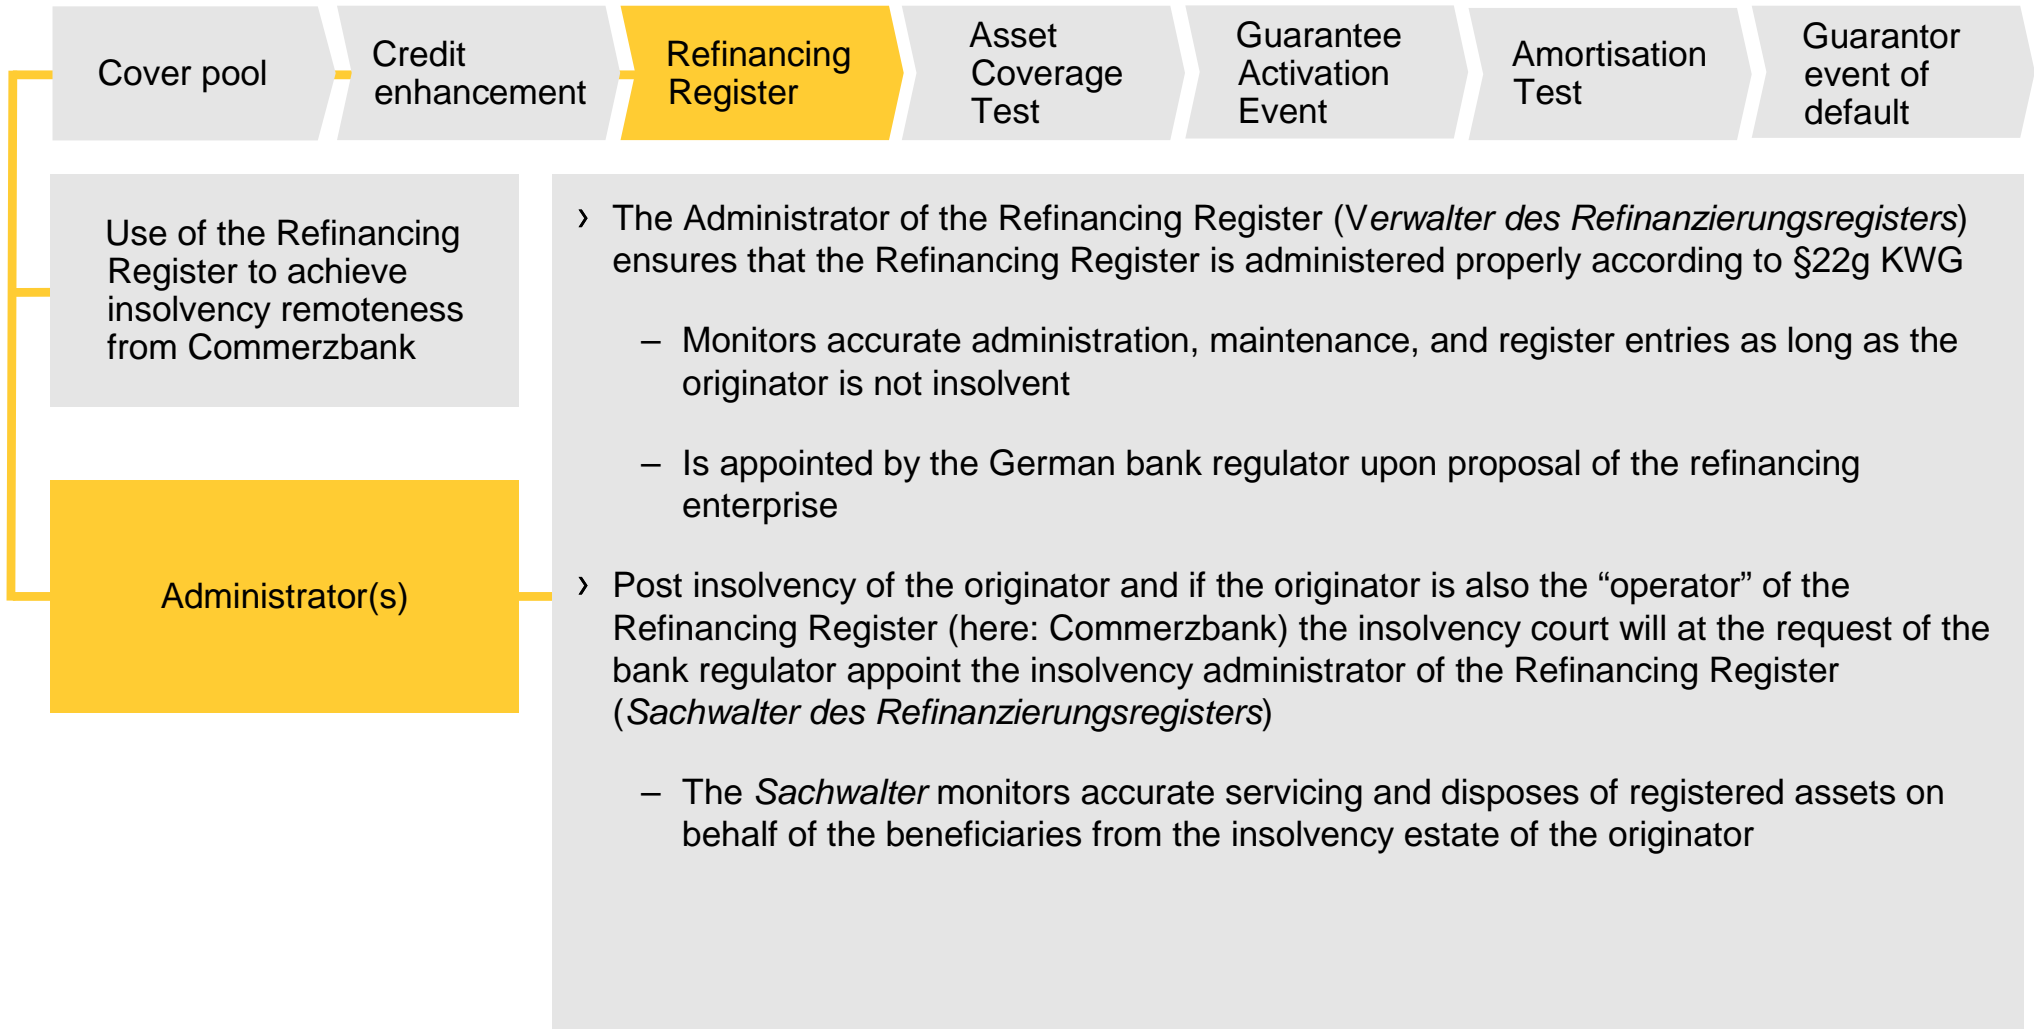 Cover pool
Credit
enhancement
Refinancing
Register
Asset
Coverage
Test
Guarantee
Activation
Event
Amortisation
Test
Guarantor
event of
default
Use of the Refinancing
Register to achieve
insolvency remoteness
from Commerzbank
Administrator(s)
› The Administrator of the Refinancing Register (Verwalter des Refinanzierungsregisters)
ensures that the Refinancing Register is administered properly according to §22g KWG
– Monitors accurate administration, maintenance, and register entries as long as the
originator is not insolvent
– Is appointed by the German bank regulator upon proposal of the refinancing
enterprise
› Post insolvency of the originator and if the originator is also the “operator” of the
Refinancing Register (here: Commerzbank) the insolvency court will at the request of the
bank regulator appoint the insolvency administrator of the Refinancing Register
(Sachwalter des Refinanzierungsregisters)
– The Sachwalter monitors accurate servicing and disposes of registered assets on
behalf of the beneficiaries from the insolvency estate of the originator